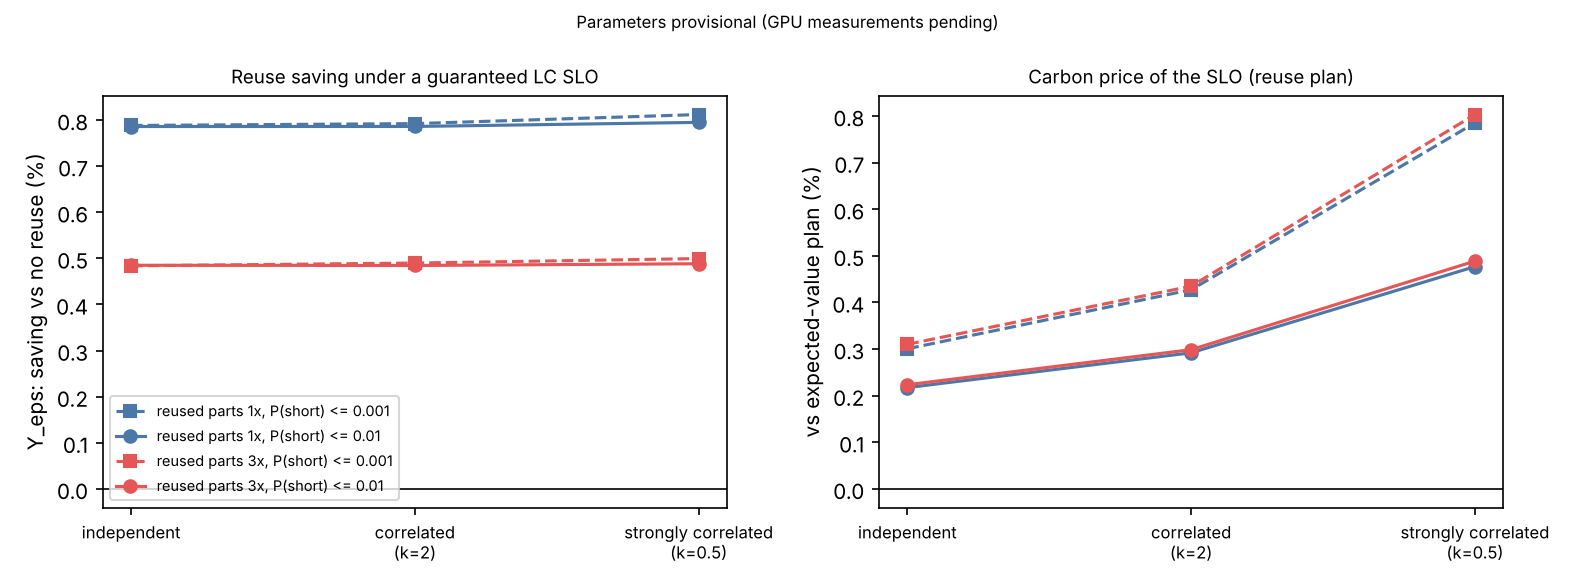 Parameters provisional (GPU measurements pending)
Reuse saving under a guaranteed LC SLO
Y_eps: saving vs no reuse (%)
0.8
0.7
0.6
0.5
0.4
0.3
0.2
0.1
0.0
reused parts 1x, P(short) <= 0.001
reused parts 1x, P(short) <= 0.01
reused parts 3x, P(short) <= 0.001
reused parts 3x, P(short) <= 0.01
independent
correlated
(k=2)
strongly correlated
(k=0.5)
Carbon price of the SLO (reuse plan)
vs expected-value plan (%)
0.8
0.7
0.6
0.5
0.4
0.3
0.2
0.1
0.0
independent
correlated
(k=2)
strongly correlated
(k=0.5)